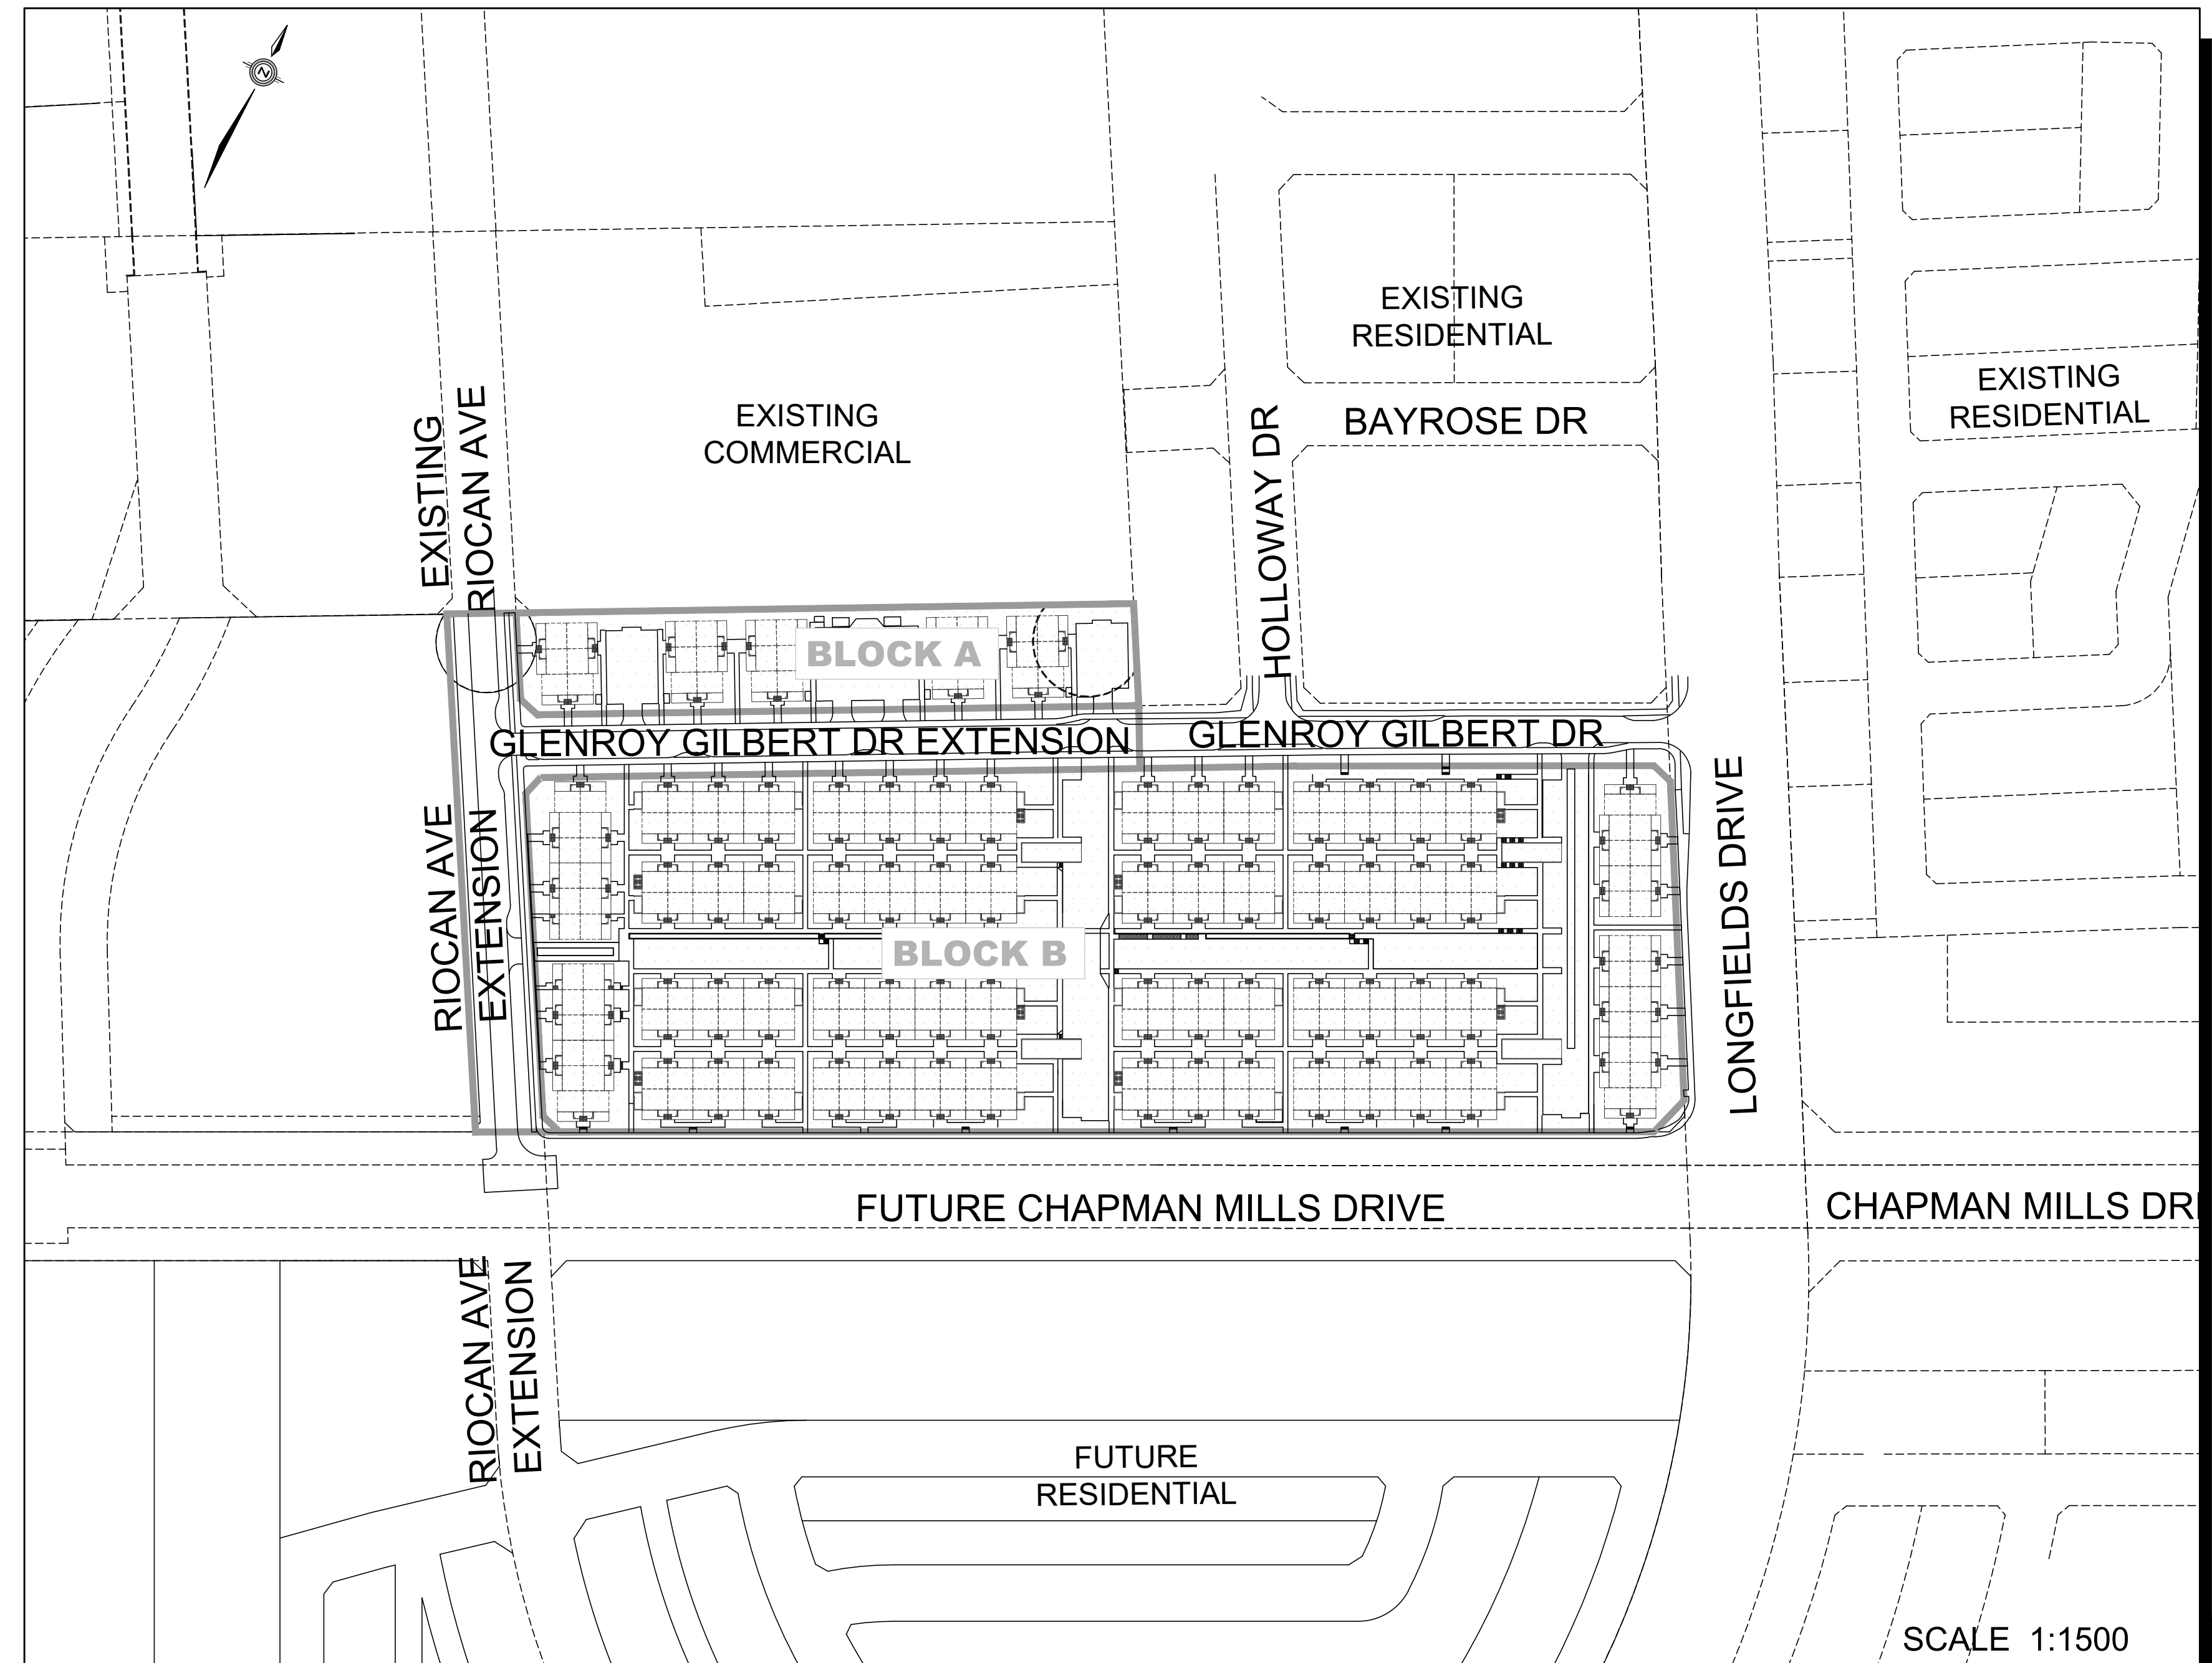 N
EXISTING
RESIDENTIAL
EXISTING
RESIDENTIAL
EXISTING
COMMERCIAL
BAYROSE DR
EXISTING
RIOCAN AVE
HOLLOWAY DR
BLOCK A
GLENROY GILBERT DR EXTENSION
GLENROY GILBERT DR
RIOCAN AVE
EXTENSION
BLOCK B
LONGFIELDS DRIVE
FUTURE CHAPMAN MILLS DRIVE
CHAPMAN MILLS DRI
RIOCAN AVE
EXTENSION
FUTURE
RESIDENTIAL
SCALE 1:1500